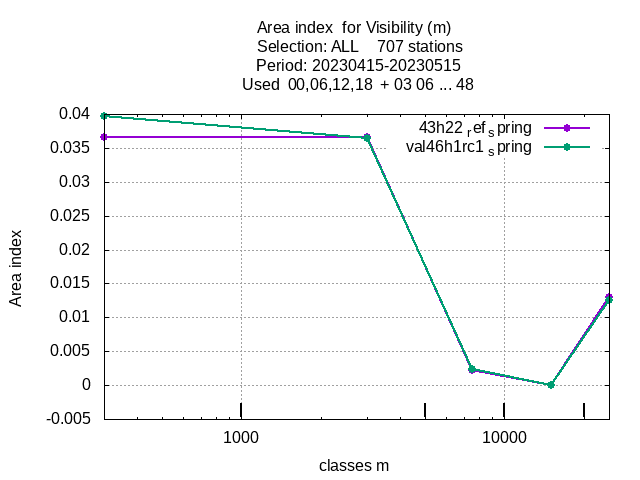 Area index  for Visibility (m)
Selection: ALL    707 stations
Period: 20230415-20230515
Used  00,06,12,18  + 03 06 ... 48
0.04
0.035
0.03
0.025
0.02
0.015
0.01
0.005
0
-0.005
Area index
43h22 ref spring
val46h1rc1 spring
1000
10000
classes m